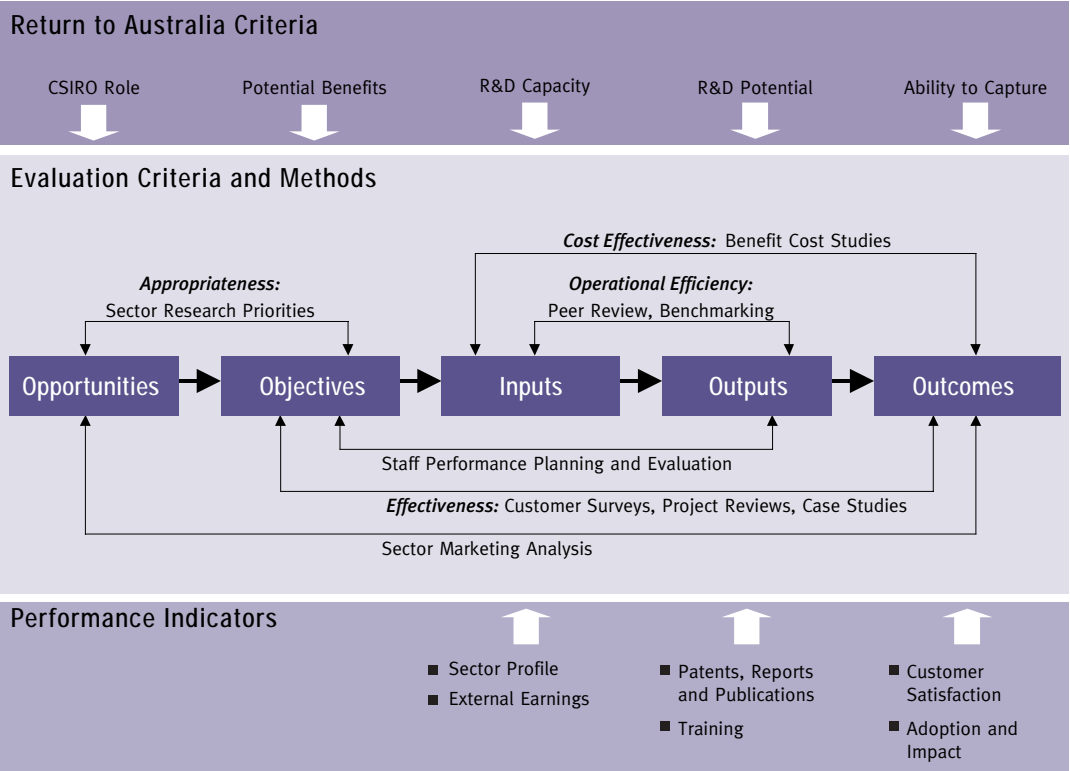 Return to Australia Criteria
CSIRO Role
Potential Benefits
R&D Capacity
R&D Potential
Ability to Capture
Evaluation Criteria and Methods
Cost Effectiveness: Benefit Cost Studies
Appropriateness:
Sector Research Priorities
Operational Efficiency:
Peer Review, Benchmarking
Opportunities
Objectives
Inputs
Outputs
Outcomes
Staff Performance Planning and Evaluation
Effectiveness: Customer Surveys, Project Reviews, Case Studies
Sector Marketing Analysis
Performance Indicators
Sector Profile
External Earnings
Patents, Reports
and Publications
Training
Customer
Satisfaction
Adoption and
Impact